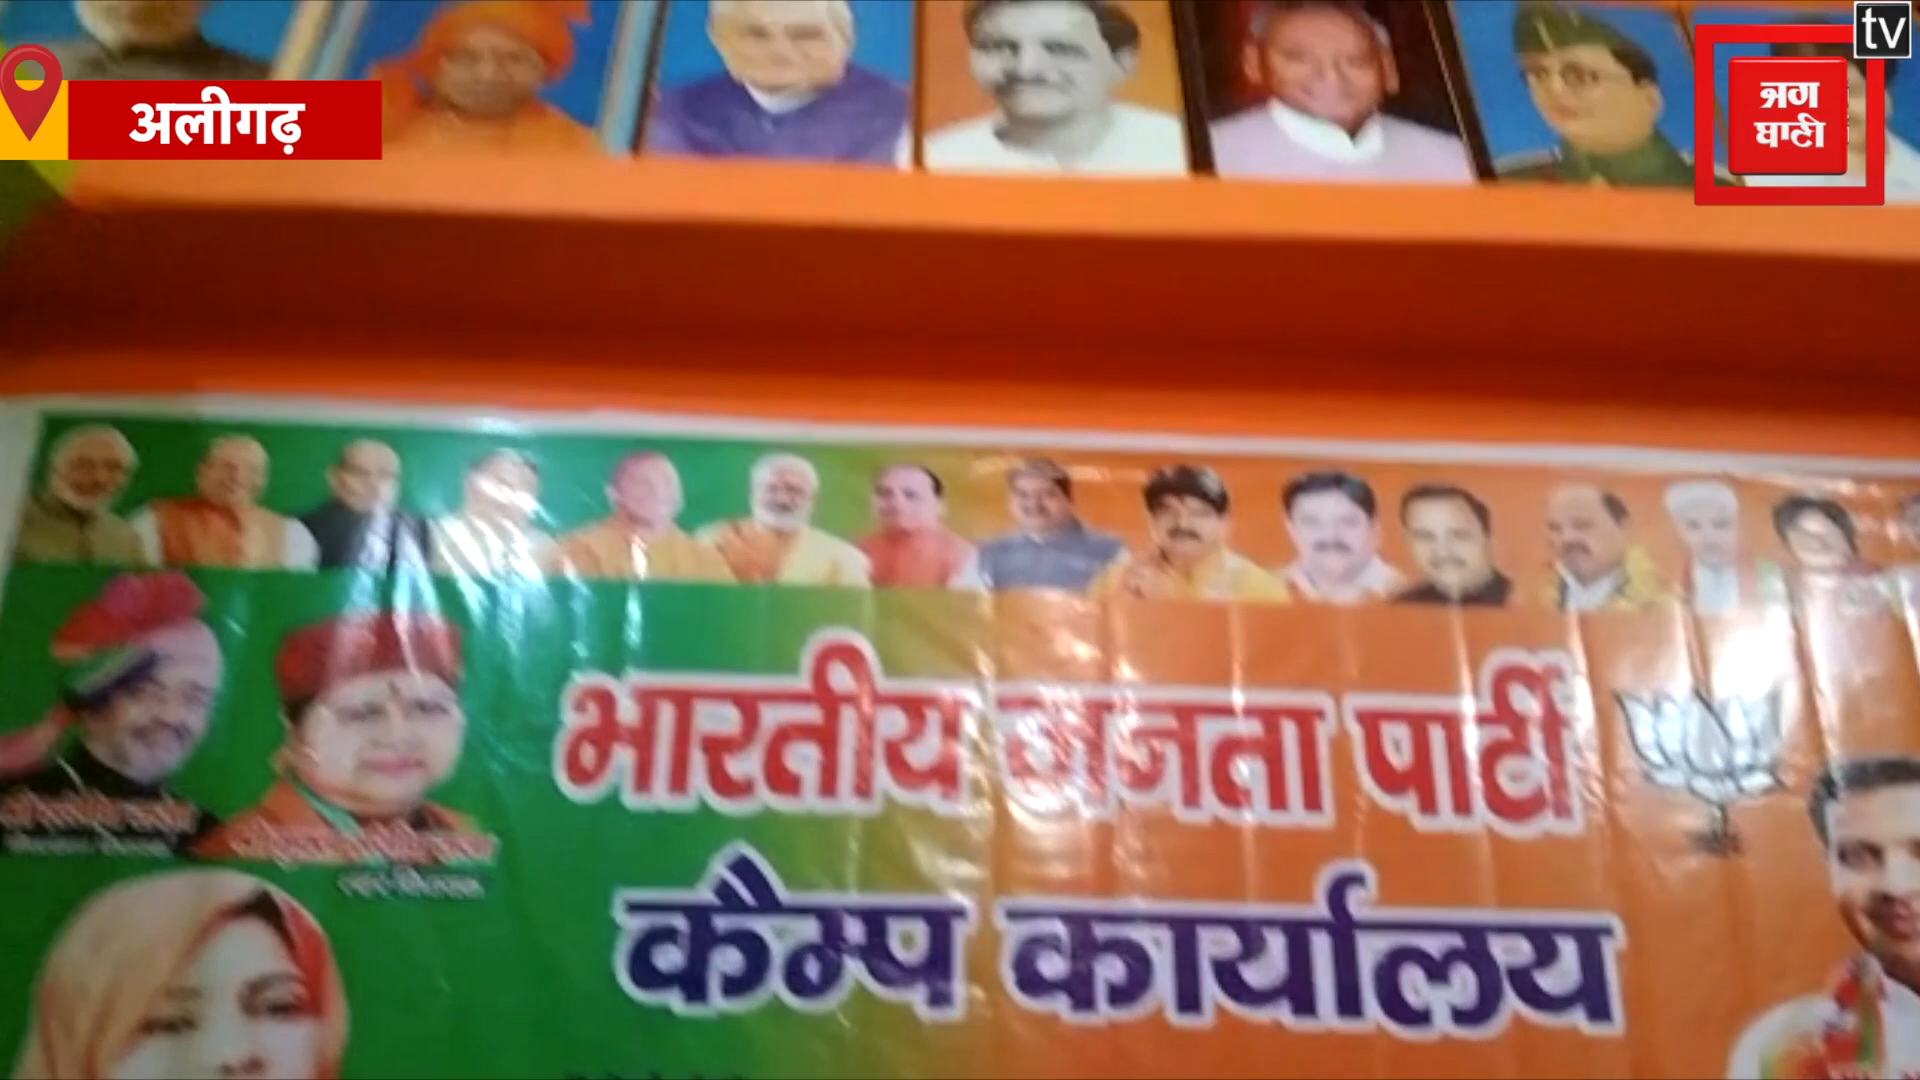 tv
अलीगढ़
जग
बाणी
भारतीय जनता पार्टी
कैम्प कार्यालय